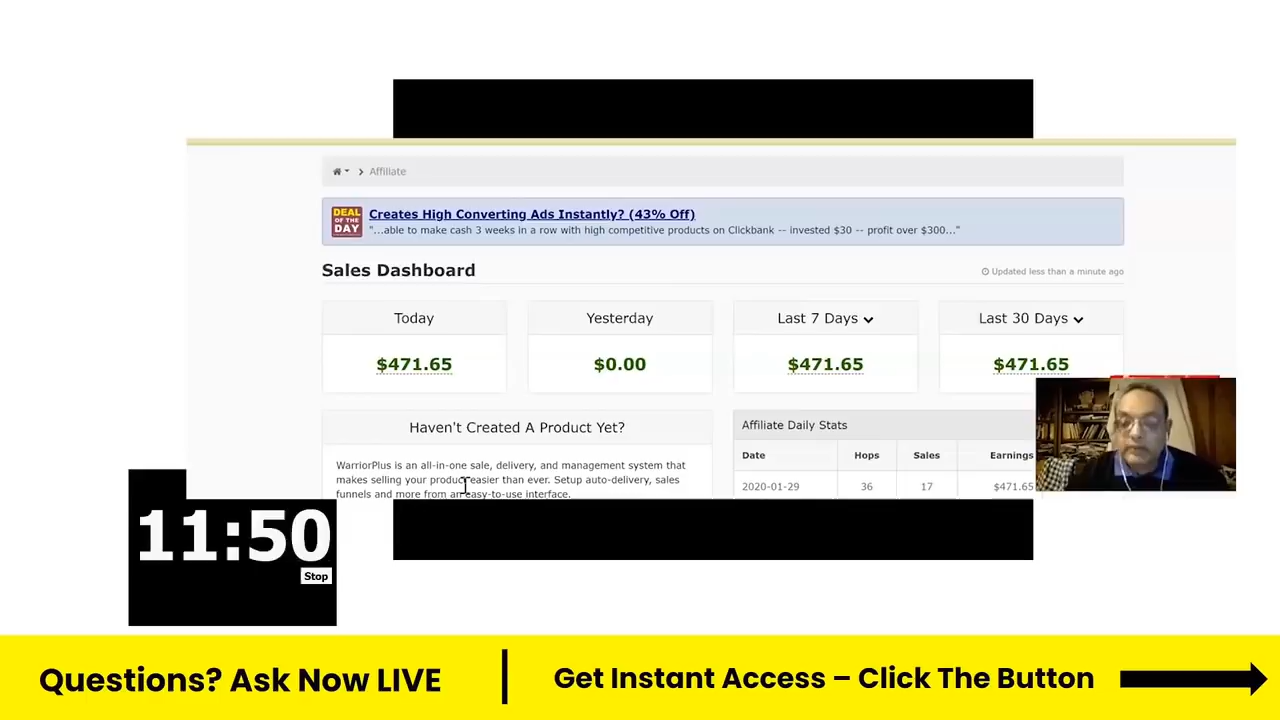 Affiliate
DEAL
OF THE
DAY
Creates High Converting Ads Instantly? (43% Off)
"...able to make cash 3 weeks in a row with high competitive products on Clickbank -- invested $30 -- profit over $300..."
Sales Dashboard
Updated less than a minute ago
Today
Yesterday
Last 7 Days
Last 30 Days
$471.65
$0.00
$471.65
$471.65
Haven't Created A Product Yet?
WarriorPlus is an all-in-one sale, delivery, and management system that
makes selling your product easier than ever. Setup auto-delivery, sales
funnels and more from an easy-to-use interface.
Affiliate Daily Stats
Date Hops Sales Earnings
2020-01-29 36 17 $471.65
11:50
Stop
Questions? Ask Now LIVE
Get Instant Access – Click The Button